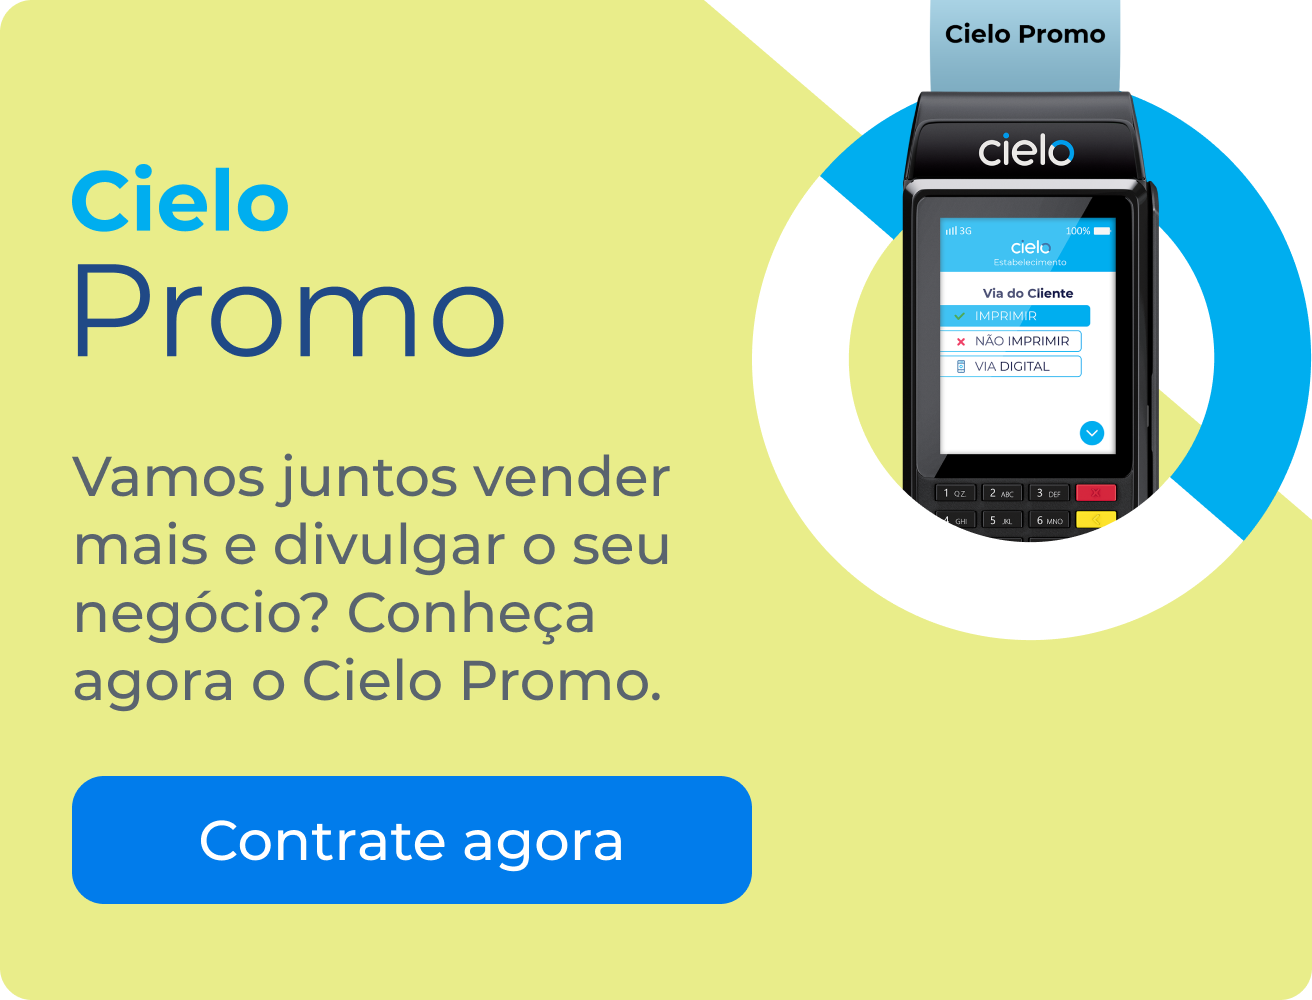 Cielo Promo
cielo
3G 100%
cielo
Estabelecimento
Via do Cliente
IMPRIMIR
NÃO IMPRIMIR
VIA DIGITAL
1 QZ 2 ABC 3 DEF
4 GHI 5 JKL 6 MNO
Cielo
Promo
Vamos juntos vender
mais e divulgar o seu
negócio? Conheça
agora o Cielo Promo.
Contrate agora